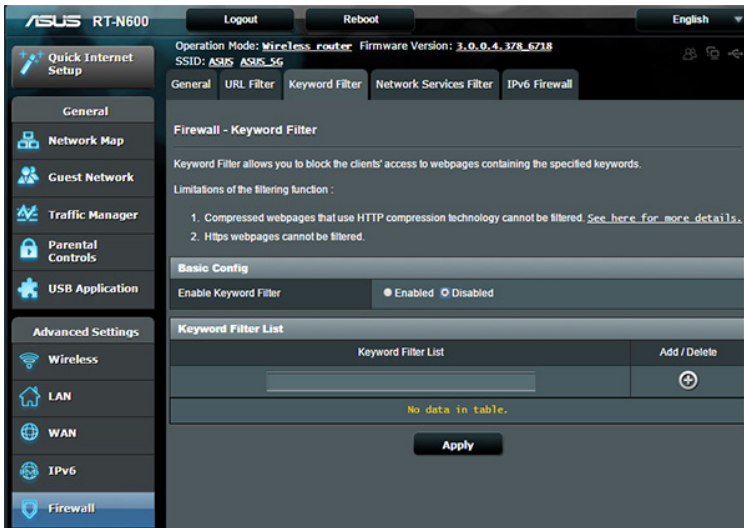 ASUS RT-N600
Logout
Reboot
English
Quick Internet
Setup
Operation Mode: Wireless router Firmware Version: 3.0.0.4.378_6718
SSID: ASUS ASUS_5G
General
URL Filter
Keyword Filter
Network Services Filter
IPv6 Firewall
General
Network Map
Guest Network
Traffic Manager
Parental
Controls
USB Application
Advanced Settings
Wireless
LAN
WAN
IPv6
Firewall
Firewall - Keyword Filter
Keyword Filter allows you to block the clients' access to webpages containing the specified keywords.
Limitations of the filtering function :
1. Compressed webpages that use HTTP compression technology cannot be filtered. See here for more details.
2. Https webpages cannot be filtered.
Basic Config
Enable Keyword Filter
Enabled Disabled
Keyword Filter List
Keyword Filter List
Add / Delete
No data in table.
Apply